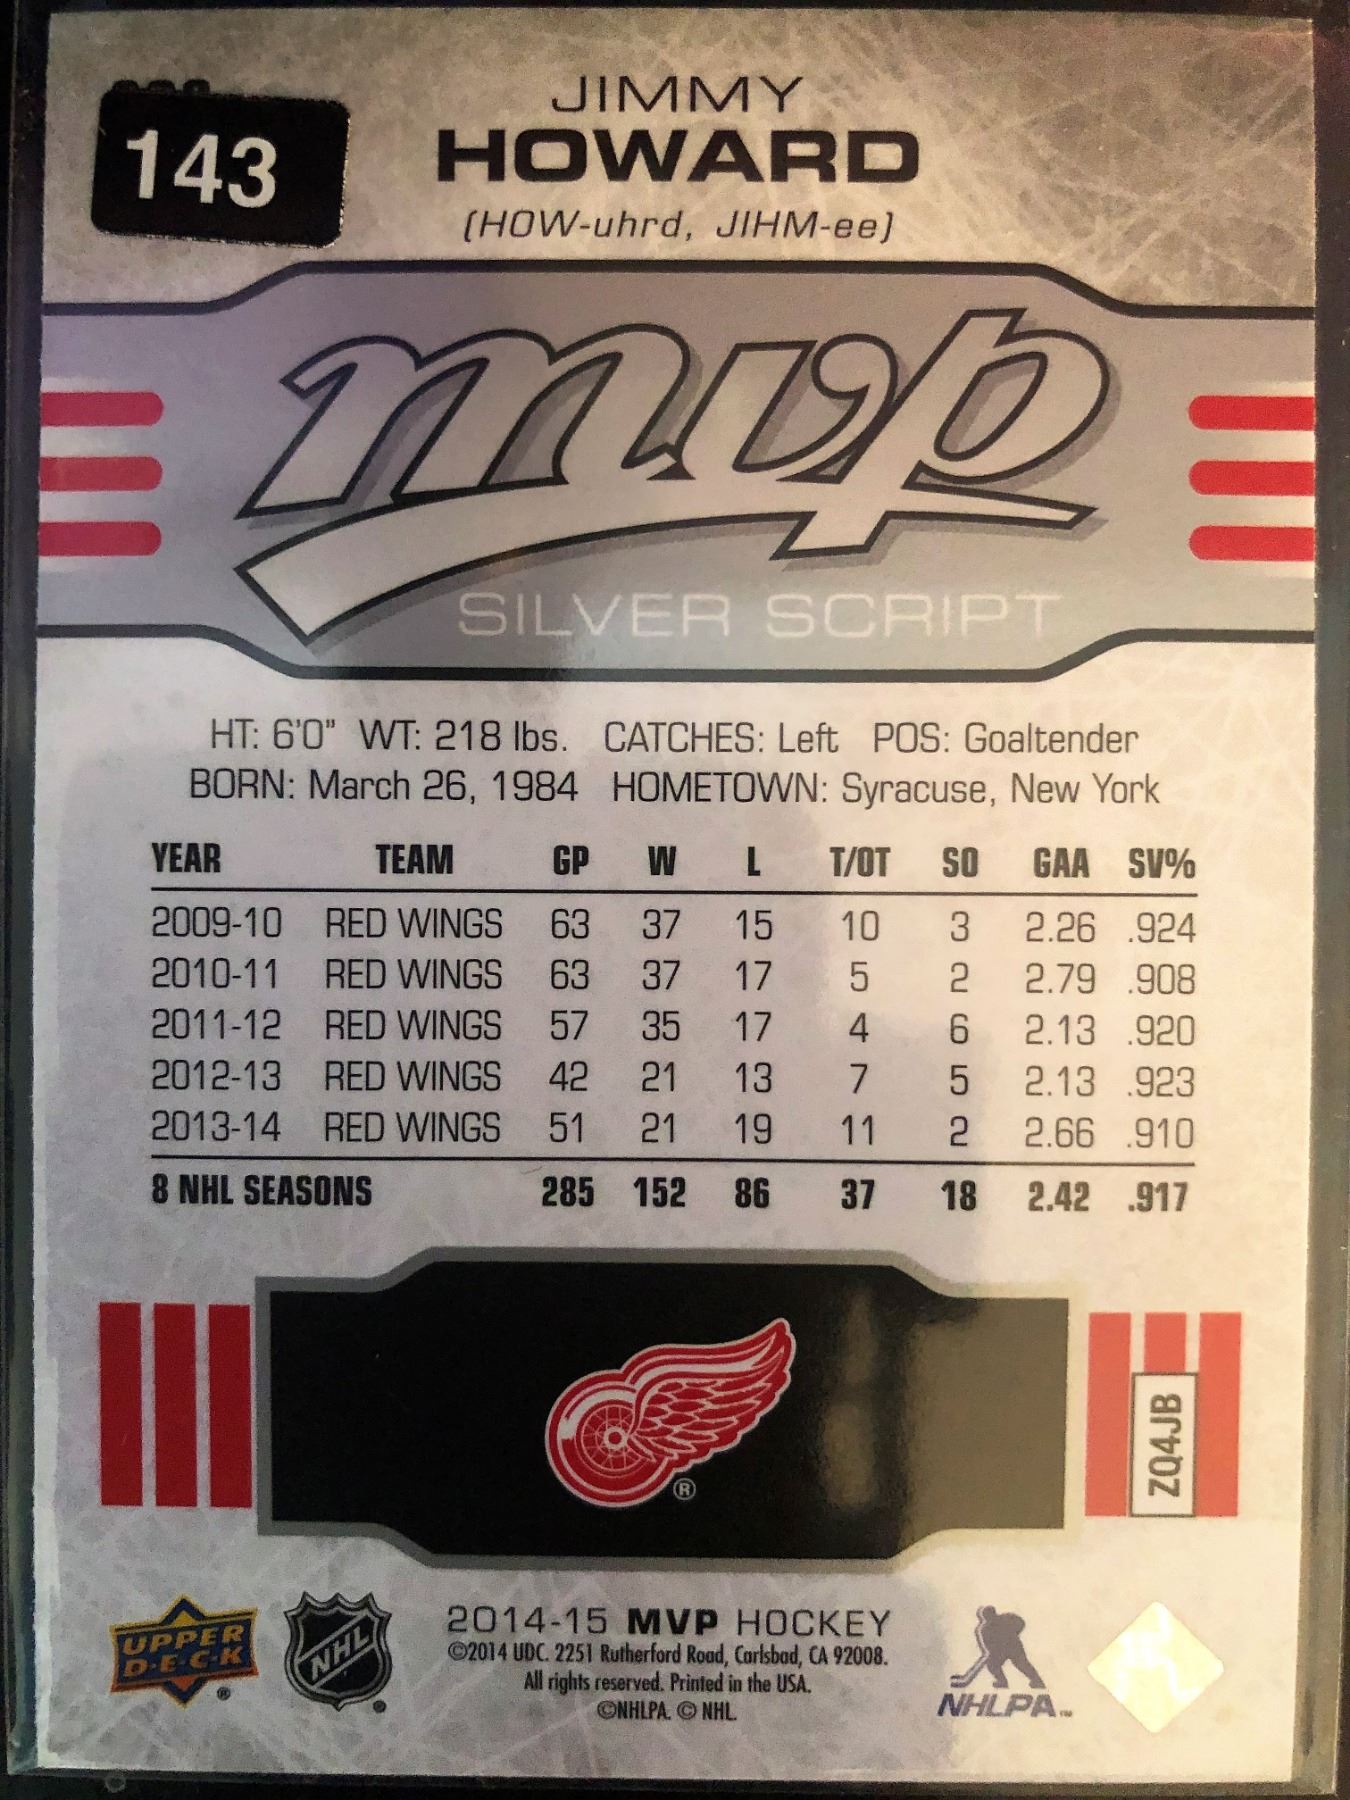 143
JIMMY
HOWARD
(HOW-uhrd, JIHM-ee)
mvp
SILVER SCRIPT
HT: 6'0" WT: 218 lbs. CATCHES: Left POS: Goaltender
BORN: March 26, 1984 HOMETOWN: Syracuse, New York
YEAR TEAM GP W L T/OT SO GAA SV%
2009-10 RED WINGS 63 37 15 10 3 2.26 .924
2010-11 RED WINGS 63 37 17 5 2 2.79 .908
2011-12 RED WINGS 57 35 17 4 6 2.13 .920
2012-13 RED WINGS 42 21 13 7 5 2.13 .923
2013-14 RED WINGS 51 21 19 11 2 2.66 .910
8 NHL SEASONS 285 152 86 37 18 2.42 .917
®
ZQ4JB
UPPER
D·E·C·K
®
NHL
®
2014-15 MVP HOCKEY
©2014 UDC. 2251 Rutherford Road, Carlsbad, CA 92008.
All rights reserved. Printed in the USA.
©NHLPA. © NHL.
NHLPA™